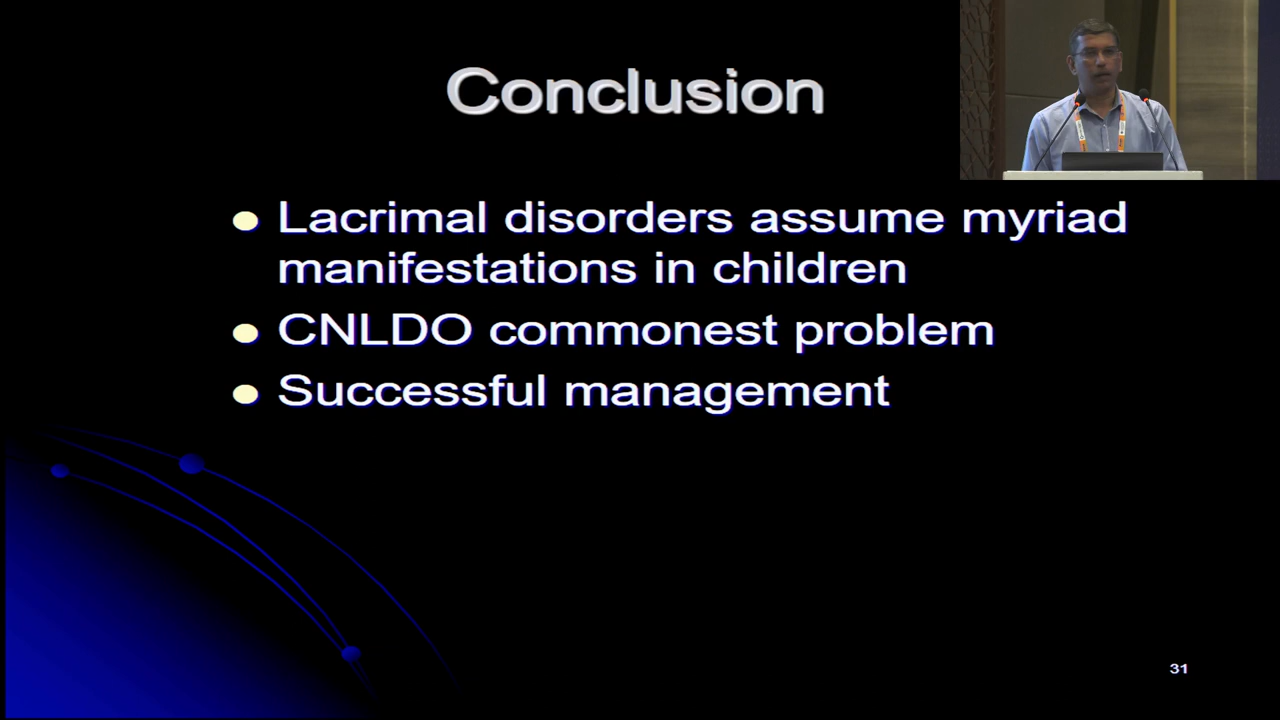 Conclusion
Lacrimal disorders assume myriad
manifestations in children
CNLDO commonest problem
Successful management
31